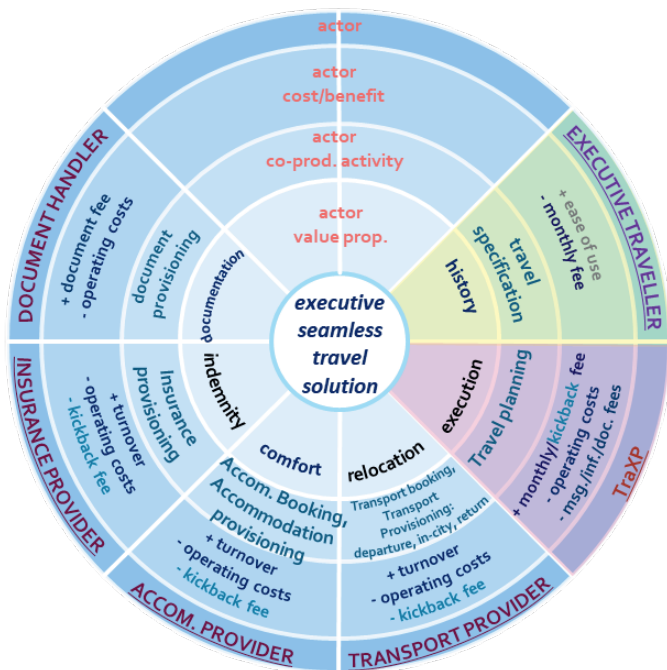 actor
actor
cost/benefit
actor
co-prod. activity
actor
value prop.
executive
seamless
travel
solution
EXECUTIVE TRAVELLER
+ ease of use
- monthly fee
travel
specification
history
TraXP
+ monthly/kickback fee
- operating costs
- msg./inf./doc. fees
Travel planning
execution
TRANSPORT PROVIDER
+ turnover
- operating costs
- kickback fee
Transport booking,
Transport
Provisioning:
departure, in-city, return
relocation
ACCOM. PROVIDER
+ turnover
- operating costs
- kickback fee
Accom. Booking,
Accommodation
provisioning
comfort
INUSNi
INSURANCE PROVIDER
+ turnover
- operating costs
- kickback fee
Insurance
provisioning
indemnity
DOCUMENT HANDLER
+ document fee
- operating costs
document
provisioning
documentation